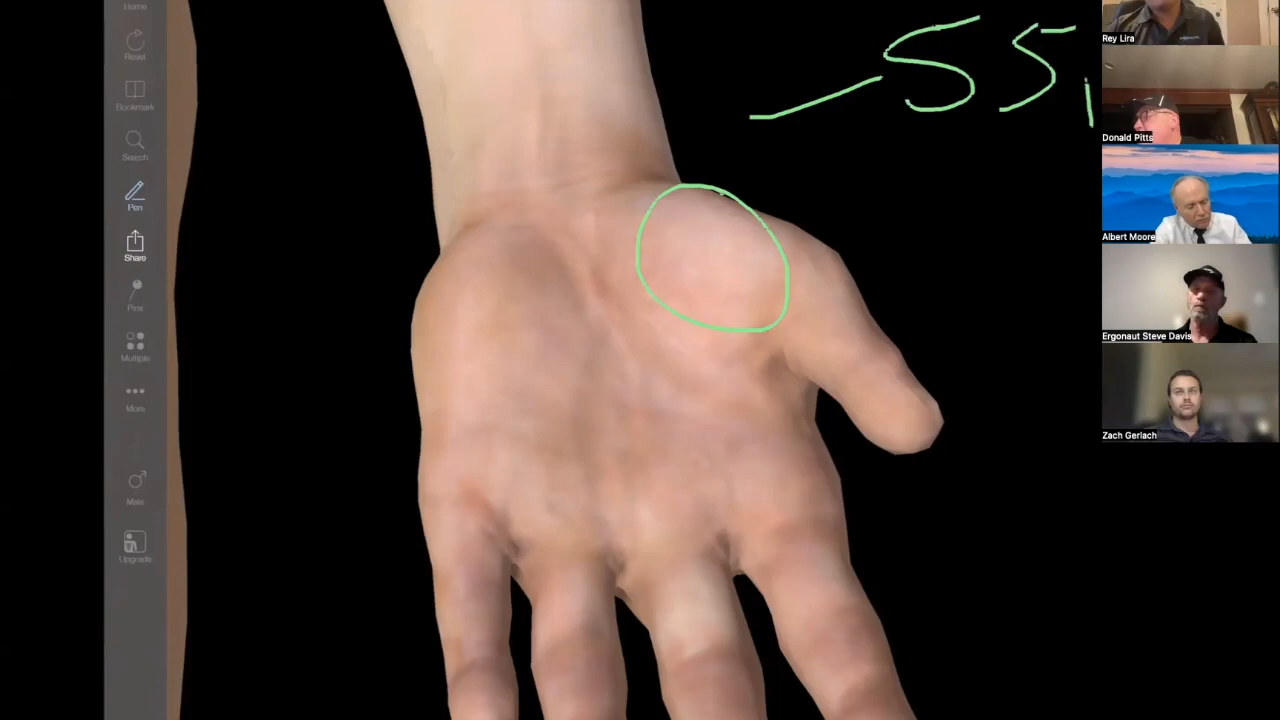 Home
Reset
Bookmark
Search
Pen
Share
Pins
Multiple
More
Male
Upgrade
55,
Rey Lira
Donald Pitts
Albert Moore
Ergonaut Steve Davis
Zach Gerlach